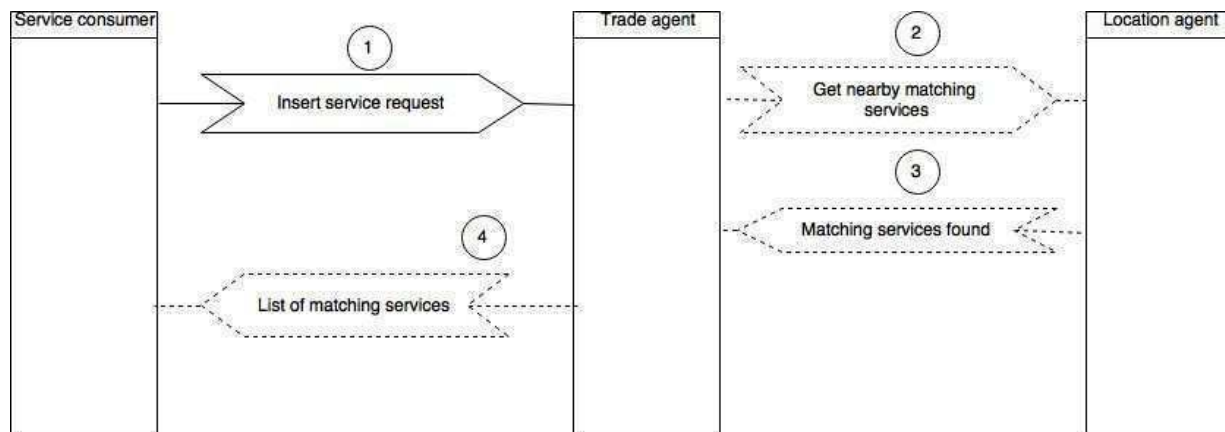 Service consumer
Trade agent
Location agent
1
2
Insert service request
Get nearby matching
services
3
Matching services found
4
List of matching services